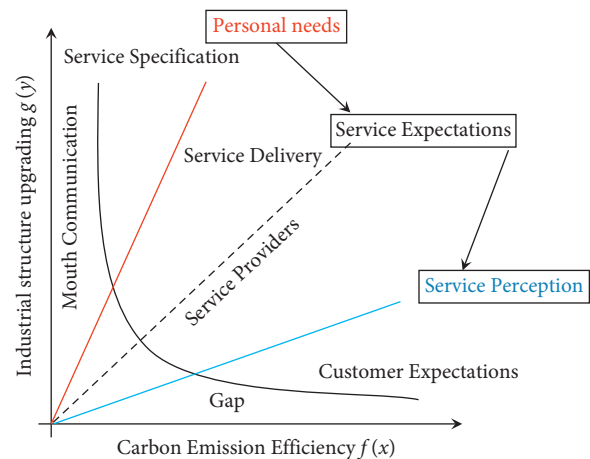 Personal needs
Service Specification
Service Expectations
Service Delivery
Mouth Communication
Industrial structure upgrading g (y)
Service Providers
Service Perception
Customer Expectations
Gap
Carbon Emission Efficiency f (x)